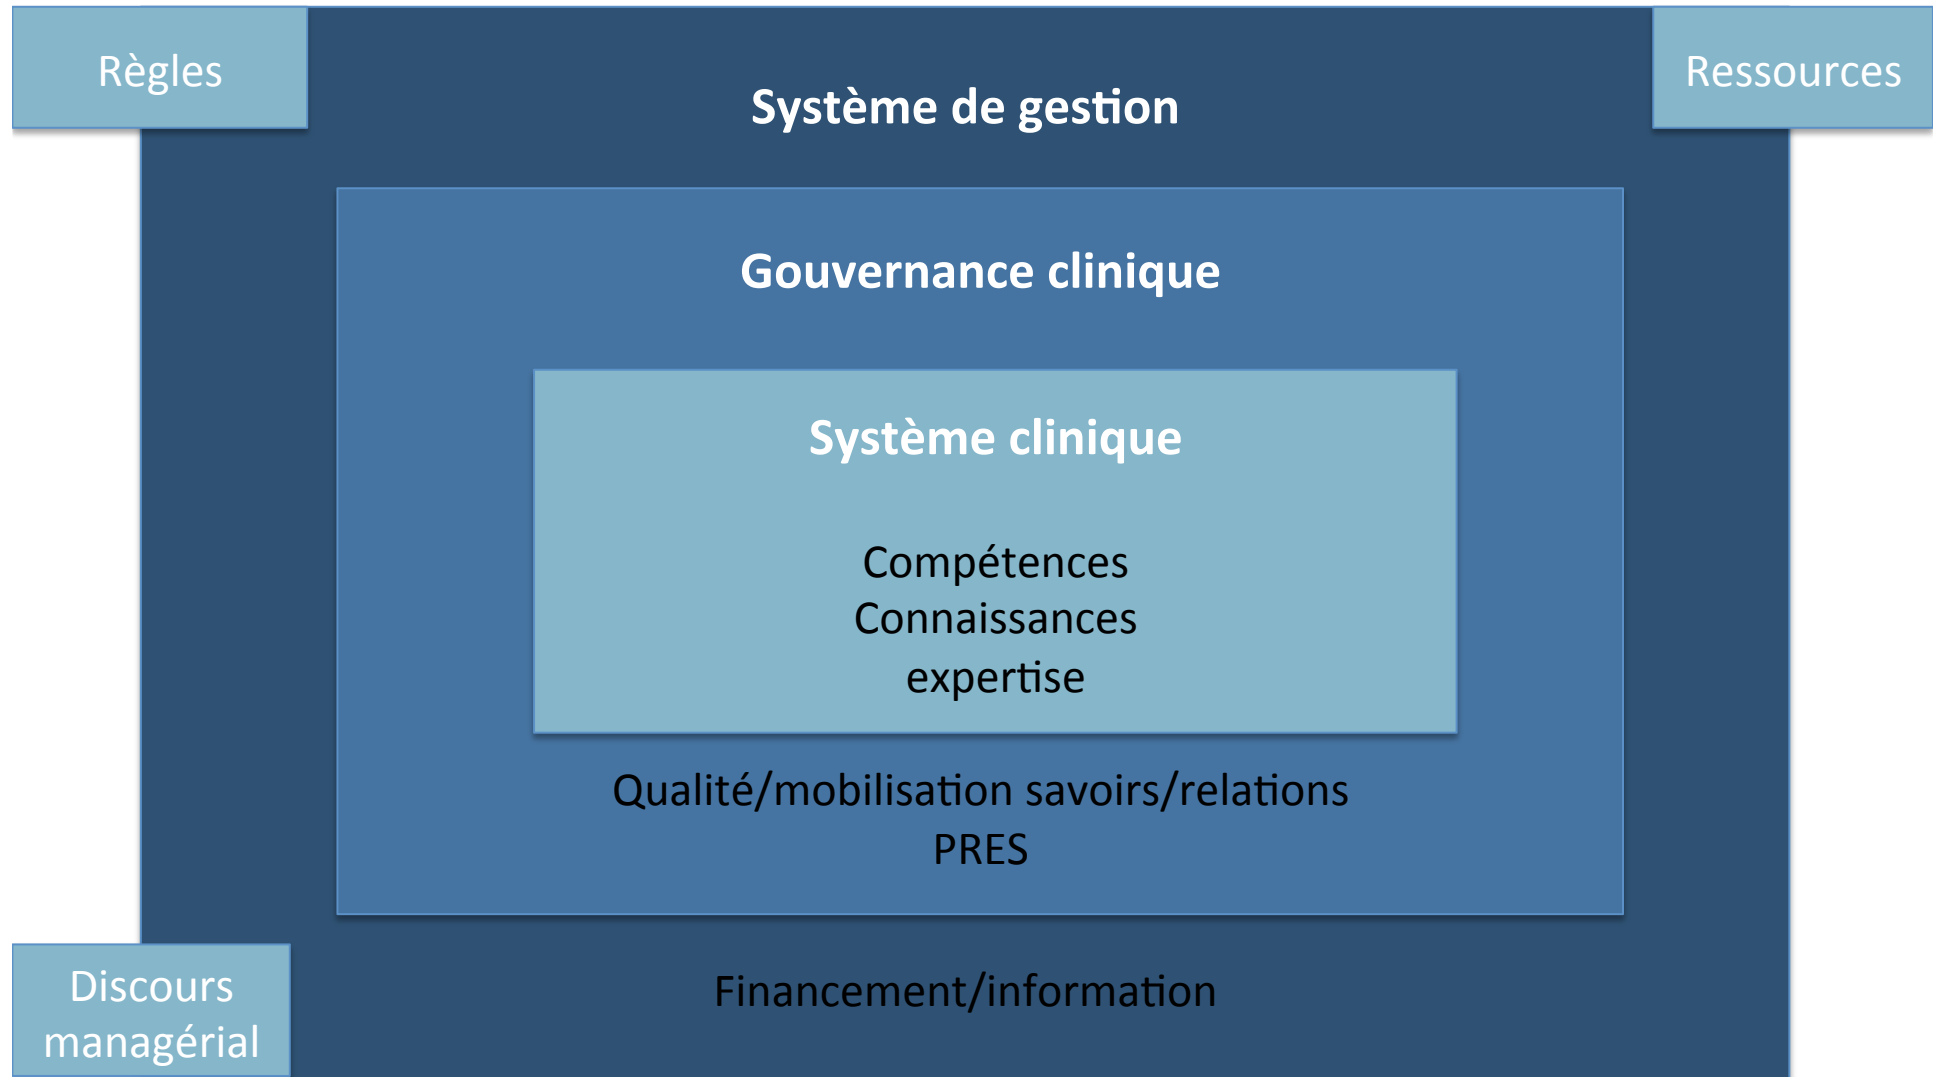 Règles
Ressources
Système de gestion
Gouvernance clinique
Système clinique
Compétences
Connaissances
expertise
Qualité/mobilisation savoirs/relations
PRES
Financement/information
Discours
managérial